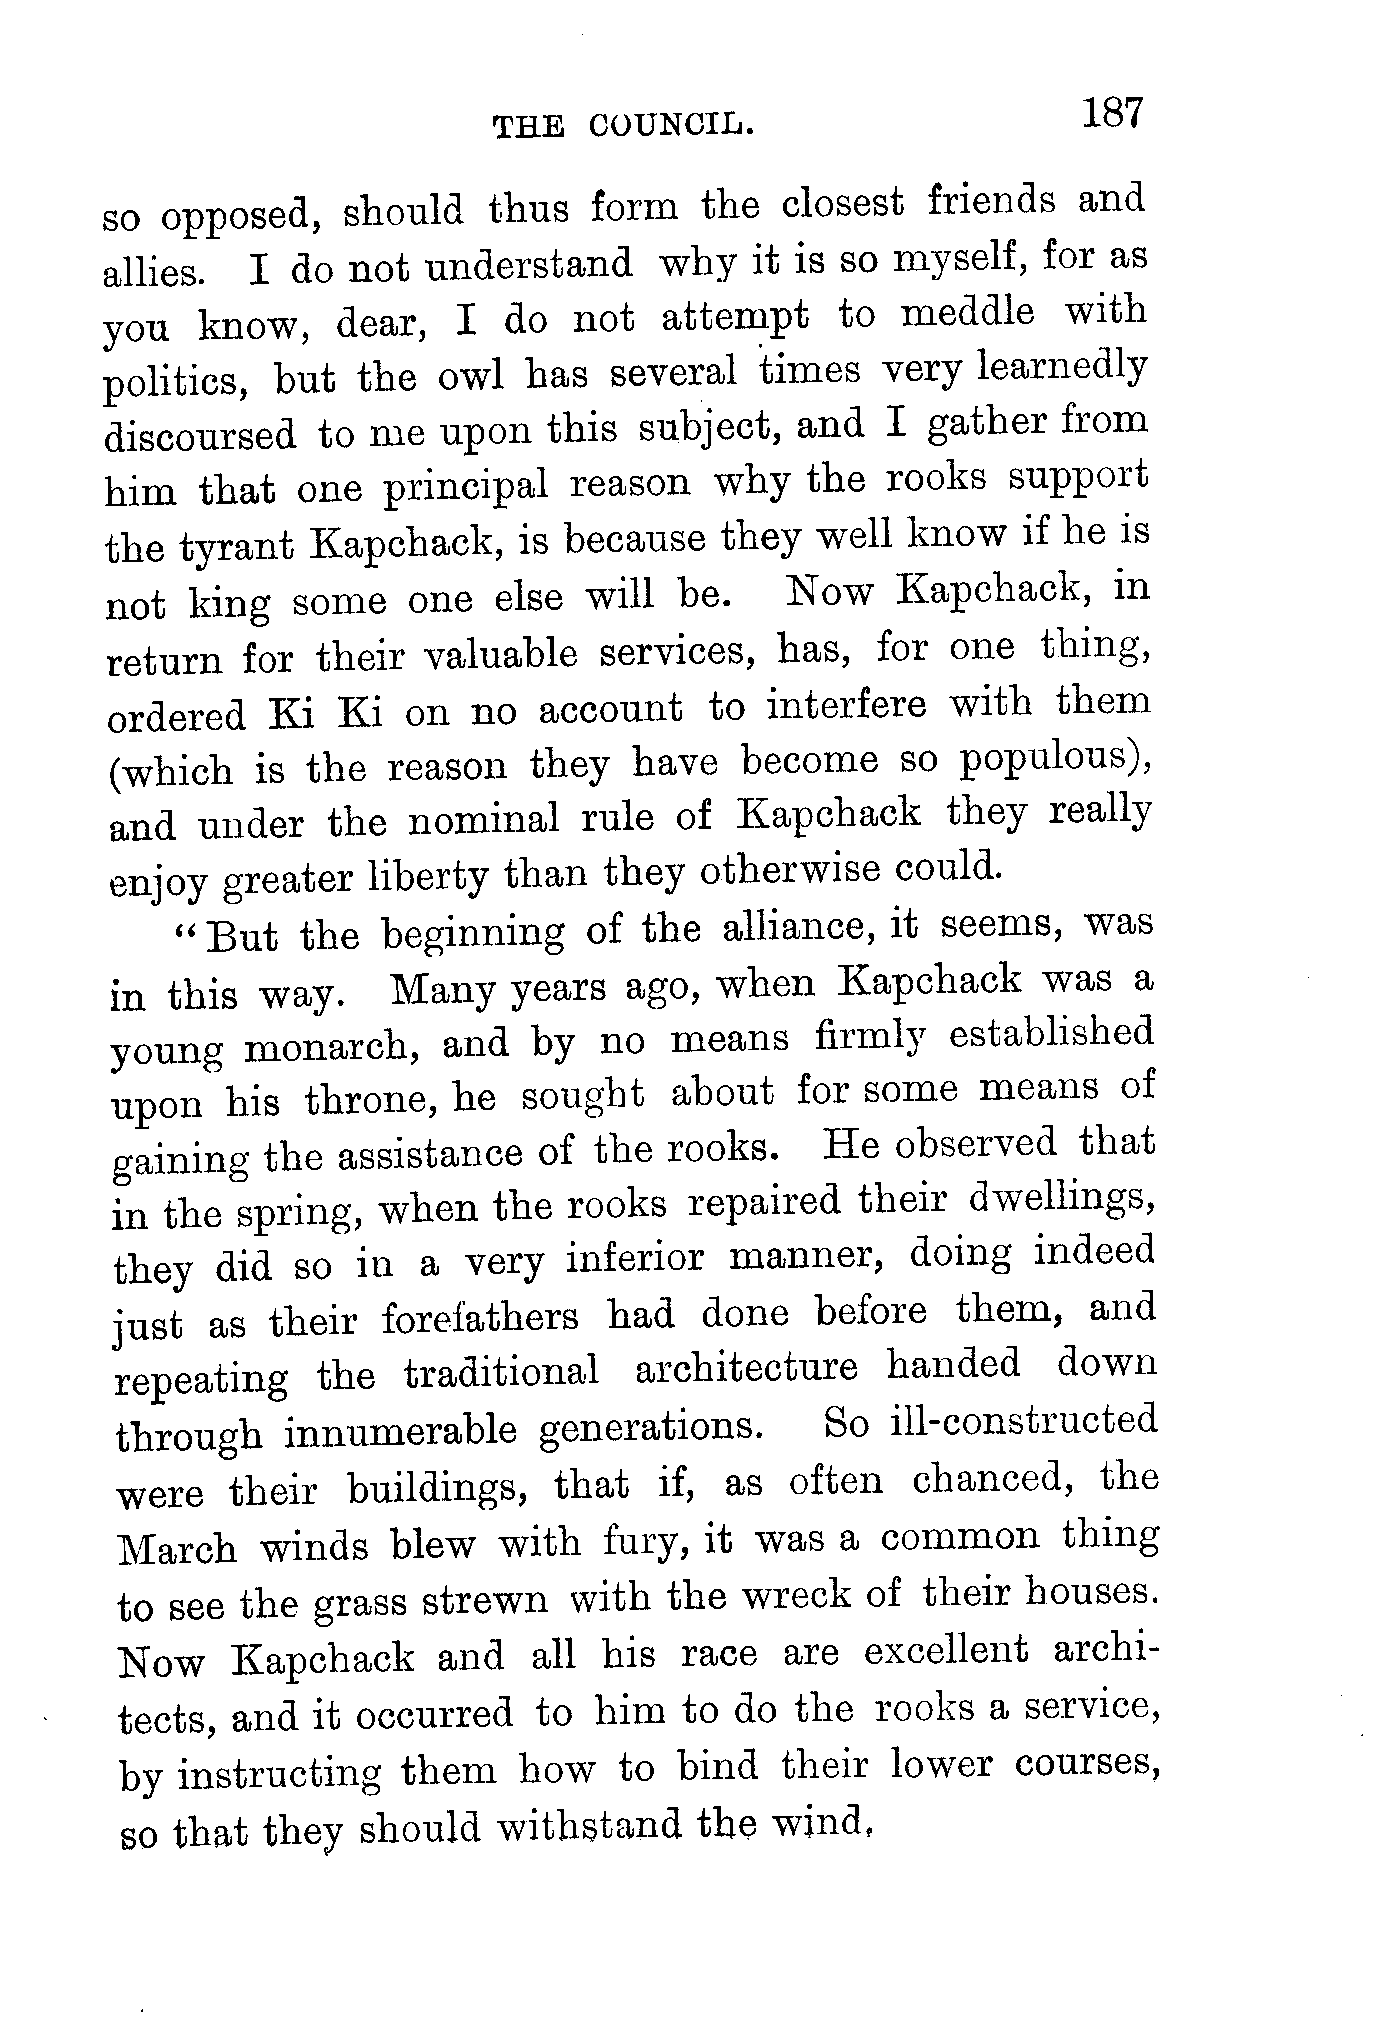 THE COUNCIL. 187
so opposed, should thus form the closest friends and
allies. I do not understand why it is so myself, for as
you know, dear, I do not attempt to meddle with
politics, but the owl has several times very learnedly
discoursed to me upon this subject, and I gather from
him that one principal reason why the rooks support
the tyrant Kapchack, is because they well know if he is
not king some one else will be. Now Kapchack, in
return for their valuable services, has, for one thing,
ordered Ki Ki on no account to interfere with them
(which is the reason they have become so populous),
and under the nominal rule of Kapchack they really
enjoy greater liberty than they otherwise could.
“But the beginning of the alliance, it seems, was
in this way. Many years ago, when Kapchack was a
young monarch, and by no means firmly established
upon his throne, he sought about for some means of
gaining the assistance of the rooks. He observed that
in the spring, when the rooks repaired their dwellings,
they did so in a very inferior manner, doing indeed
just as their forefathers had done before them, and
repeating the traditional architecture handed down
through innumerable generations. So ill-constructed
were their buildings, that if, as often chanced, the
March winds blew with fury, it was a common thing
to see the grass strewn with the wreck of their houses.
Now Kapchack and all his race are excellent archi-
tects, and it occurred to him to do the rooks a service,
by instructing them how to bind their lower courses,
so that they should withstand the wind.